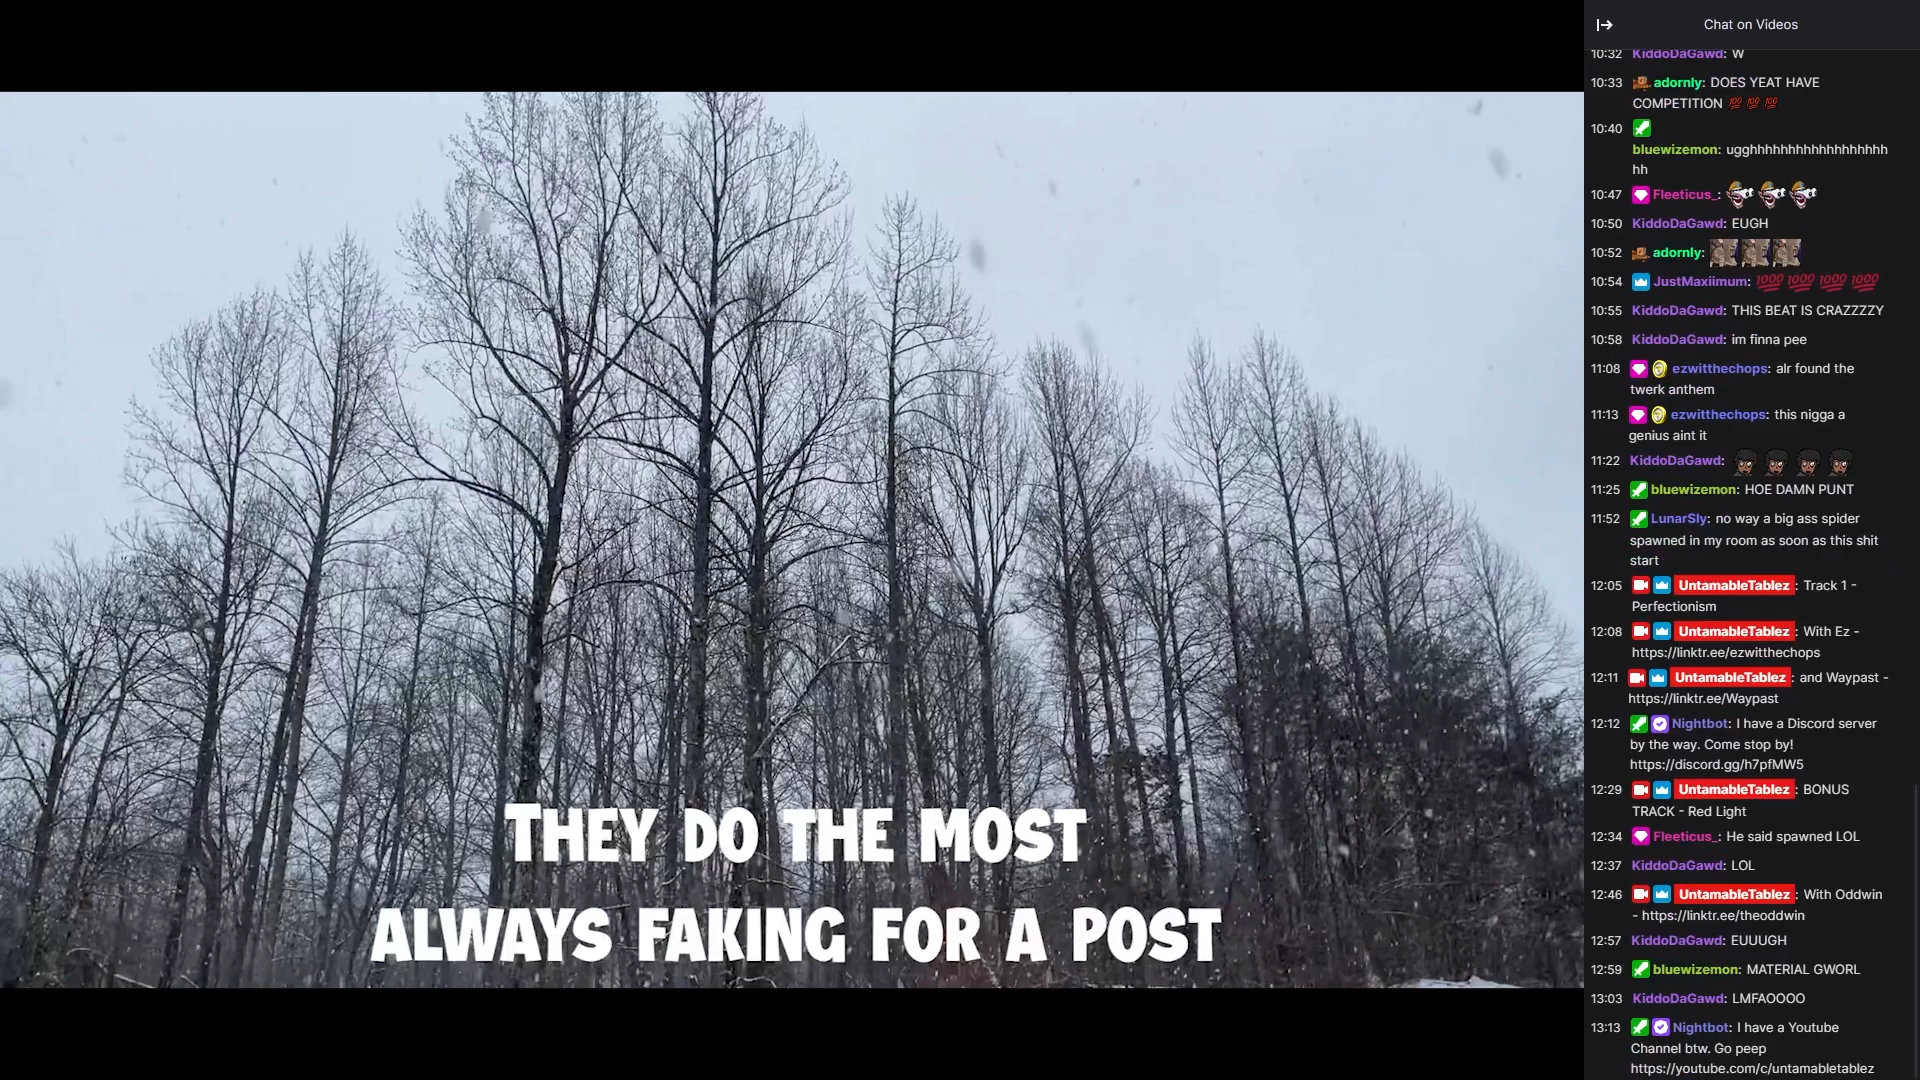 THEY DO THE MOST
ALWAYS FAKING FOR A POST
Chat on Videos
10:32 KiddoDaGawd: W
10:33 adornly: DOES YEAT HAVE
COMPETITION 💯 💯 💯
10:40
bluewizemon: ugghhhhhhhhhhhhhhhhhh
hh
10:47 Fleeticus_:
10:50 KiddoDaGawd: EUGH
10:52 adornly:
10:54 JustMaxiimum: 1000 1000 1000 1000
10:55 KiddoDaGawd: THIS BEAT IS CRAZZZZY
10:58 KiddoDaGawd: im finna pee
11:08 ezwitthechops: alr found the
twerk anthem
11:13 ezwitthechops: this nigga a
genius aint it
11:22 KiddoDaGawd:
11:25 bluewizemon: HOE DAMN PUNT
11:52 LunarSly: no way a big ass spider
spawned in my room as soon as this shit
start
12:05 UntamableTablez: Track 1 -
Perfectionism
12:08 UntamableTablez: With Ez -
https://linktr.ee/ezwitthechops
12:11 UntamableTablez: and Waypast -
https://linktr.ee/Waypast
12:12 Nightbot: I have a Discord server
by the way. Come stop by!
https://discord.gg/h7pfMW5
12:29 UntamableTablez: BONUS
TRACK - Red Light
12:34 Fleeticus_: He said spawned LOL
12:37 KiddoDaGawd: LOL
12:46 UntamableTablez: With Oddwin
- https://linktr.ee/theoddwin
12:57 KiddoDaGawd: EUUUGH
12:59 bluewizemon: MATERIAL GWORL
13:03 KiddoDaGawd: LMFAOOOO
13:13 Nightbot: I have a Youtube
Channel btw. Go peep
https://youtube.com/c/untamabletablez